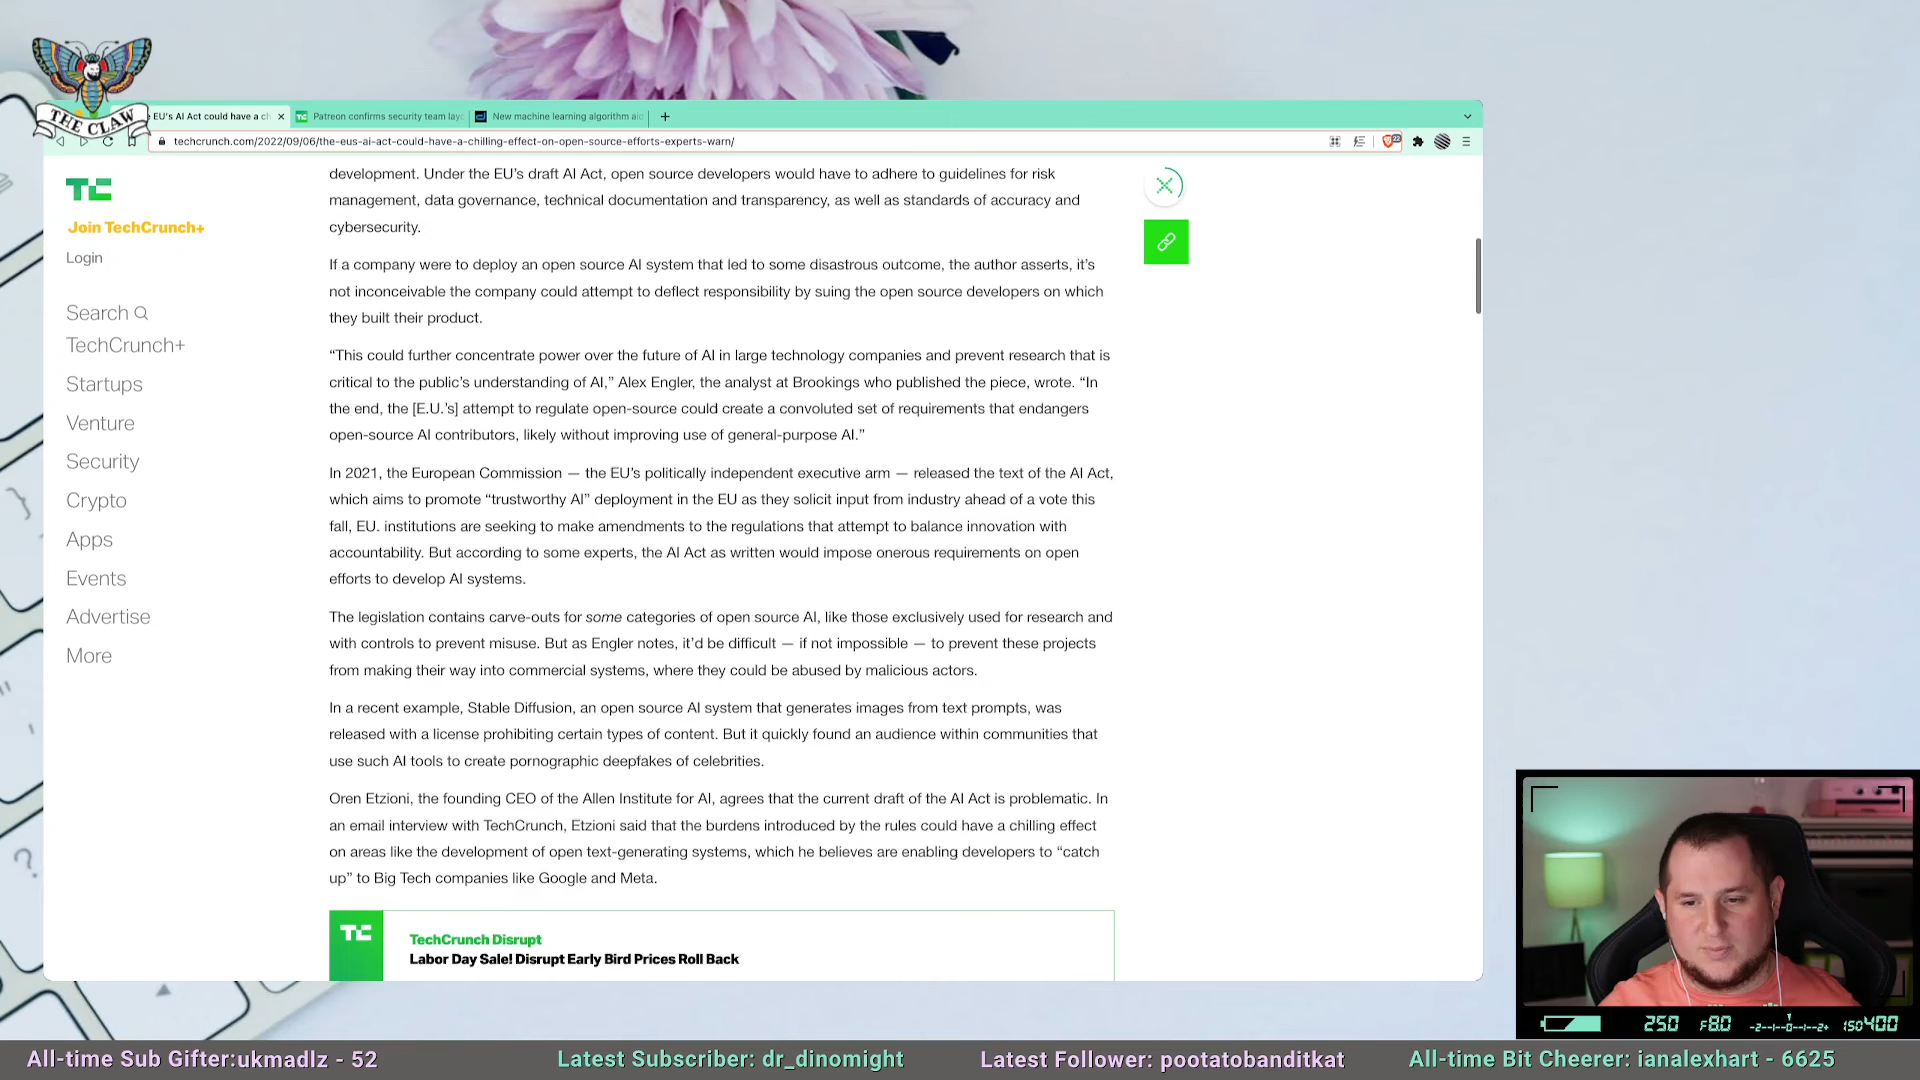 THE CLAW
EU's AI Act could have a ch
Patreon confirms security team lay
New machine learning algorithm aid
techcrunch.com/2022/09/06/the-eus-ai-act-could-have-a-chilling-effect-on-open-source-efforts-experts-warn/
TC
Join TechCrunch+
Login
Search
TechCrunch+
Startups
Venture
Security
Crypto
Apps
Events
Advertise
More
development. Under the EU's draft AI Act, open source developers would have to adhere to guidelines for risk
management, data governance, technical documentation and transparency, as well as standards of accuracy and
cybersecurity.
If a company were to deploy an open source AI system that led to some disastrous outcome, the author asserts, it's
not inconceivable the company could attempt to deflect responsibility by suing the open source developers on which
they built their product.
“This could further concentrate power over the future of AI in large technology companies and prevent research that is
critical to the public's understanding of AI,” Alex Engler, the analyst at Brookings who published the piece, wrote. “In
the end, the [E.U.'s] attempt to regulate open-source could create a convoluted set of requirements that endangers
open-source AI contributors, likely without improving use of general-purpose AI.”
In 2021, the European Commission — the EU's politically independent executive arm — released the text of the AI Act,
which aims to promote “trustworthy AI” deployment in the EU as they solicit input from industry ahead of a vote this
fall, EU. institutions are seeking to make amendments to the regulations that attempt to balance innovation with
accountability. But according to some experts, the AI Act as written would impose onerous requirements on open
efforts to develop AI systems.
The legislation contains carve-outs for some categories of open source AI, like those exclusively used for research and
with controls to prevent misuse. But as Engler notes, it'd be difficult — if not impossible — to prevent these projects
from making their way into commercial systems, where they could be abused by malicious actors.
In a recent example, Stable Diffusion, an open source AI system that generates images from text prompts, was
released with a license prohibiting certain types of content. But it quickly found an audience within communities that
use such AI tools to create pornographic deepfakes of celebrities.
Oren Etzioni, the founding CEO of the Allen Institute for AI, agrees that the current draft of the AI Act is problematic. In
an email interview with TechCrunch, Etzioni said that the burdens introduced by the rules could have a chilling effect
on areas like the development of open text-generating systems, which he believes are enabling developers to “catch
up” to Big Tech companies like Google and Meta.
TC
TechCrunch Disrupt
Labor Day Sale! Disrupt Early Bird Prices Roll Back
250 F8.0 -2--1--0--1--2+ ISO400
All-time Sub Gifter:ukmadlz - 52
Latest Subscriber: dr_dinomight
Latest Follower: pootatobanditkat
All-time Bit Cheerer: ianalexhart - 6625